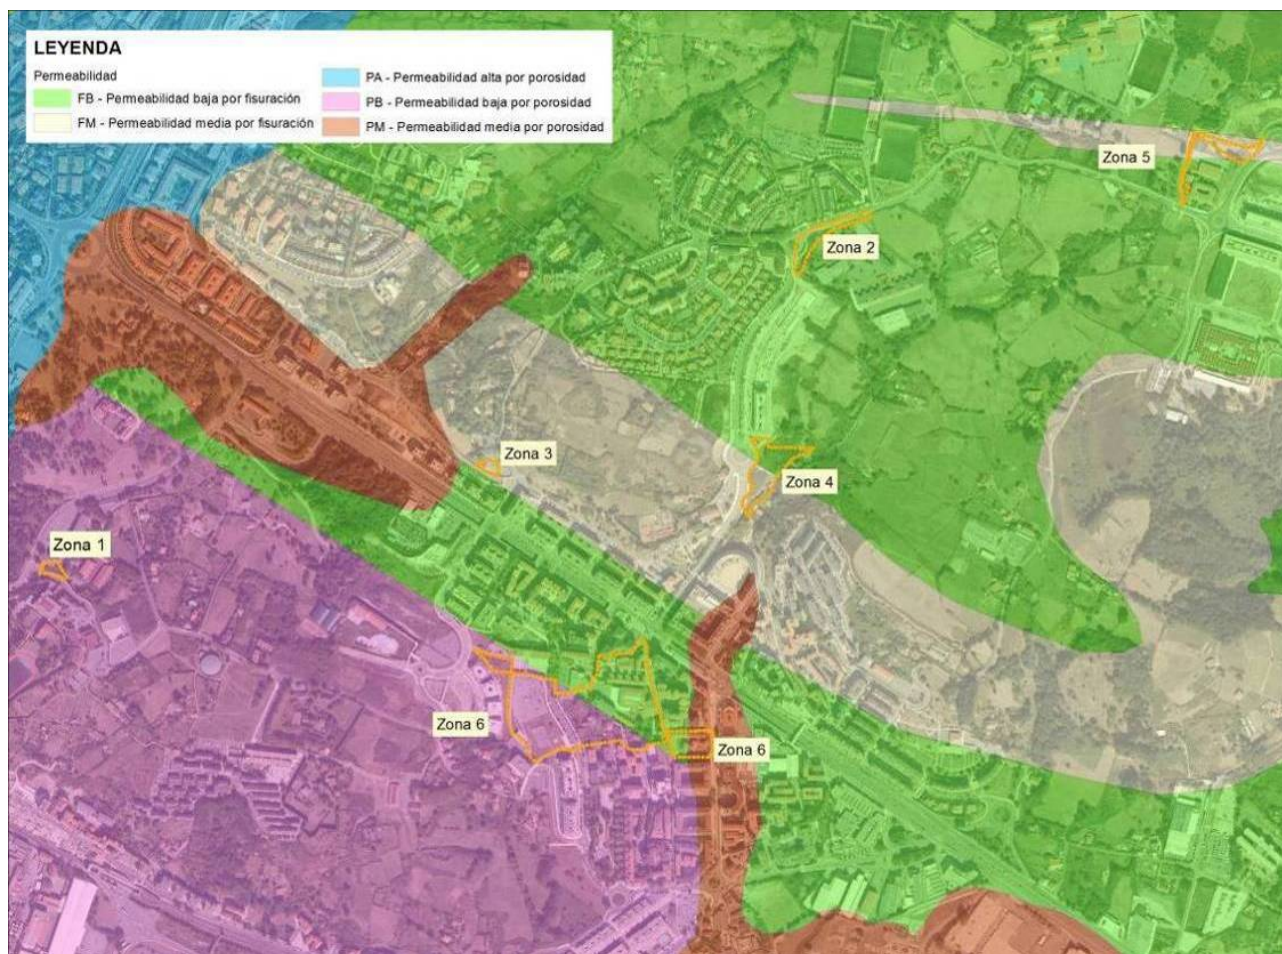 LEYENDA
Permeabilidad
FB - Permeabilidad baja por fisuración
FM - Permeabilidad media por fisuración
PA - Permeabilidad alta por porosidad
PB - Permeabilidad baja por porosidad
PM - Permeabilidad media por porosidad
Zona 5
Zona 2
Zona 3
Zona 4
Zona 1
Zona 6
Zona 6